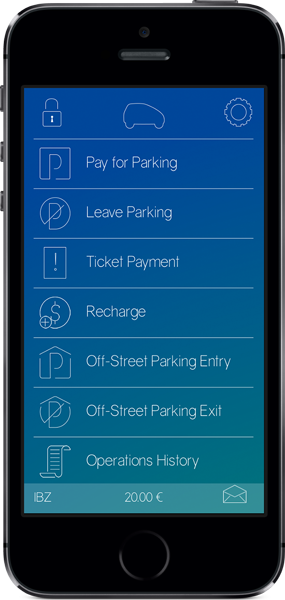 Pay for Parking
Leave Parking
Ticket Payment
Recharge
Off-Street Parking Entry
Off-Street Parking Exit
Operations History
IBZ 20.00 €